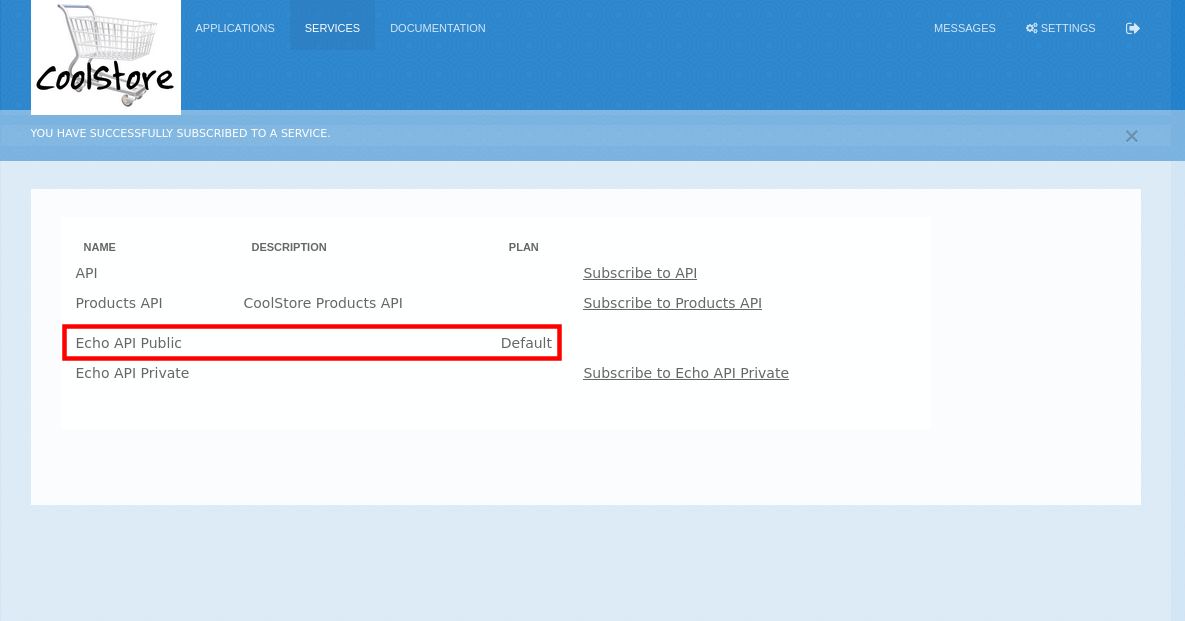 APPLICATIONS SERVICES DOCUMENTATION MESSAGES SETTINGS
CoolStore
YOU HAVE SUCCESSFULLY SUBSCRIBED TO A SERVICE.
NAME DESCRIPTION PLAN
API Subscribe to API
Products API CoolStore Products API Subscribe to Products API
Echo API Public Default
Echo API Private Subscribe to Echo API Private